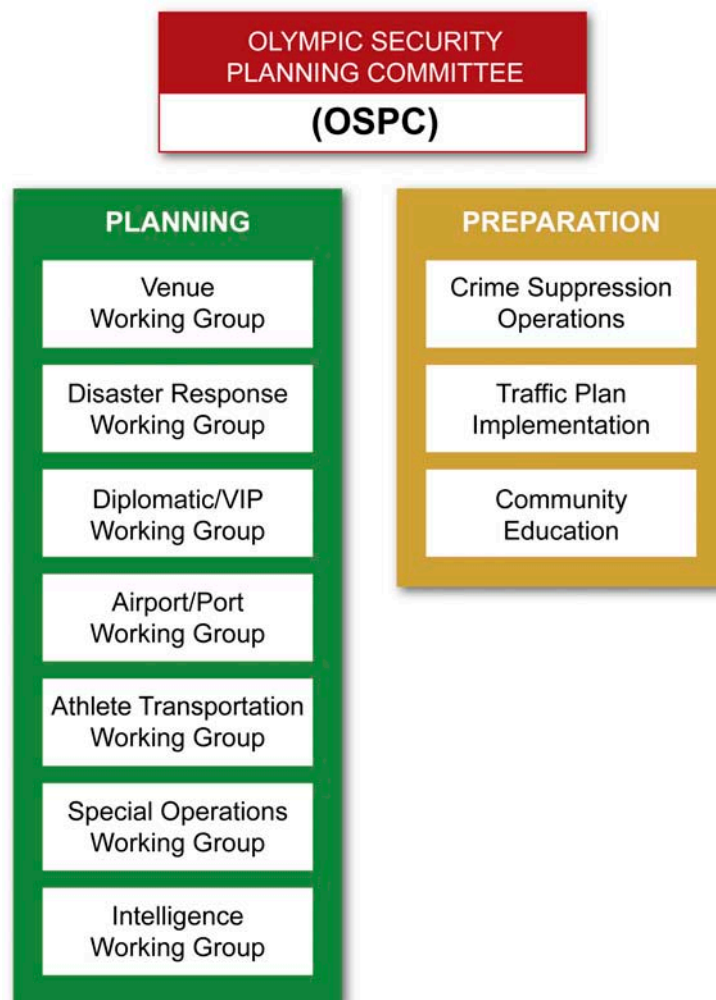 OLYMPIC SECURITY
PLANNING COMMITTEE
(OSPC)
PLANNING
Venue
Working Group
Disaster Response
Working Group
Diplomatic/VIP
Working Group
Airport/Port
Working Group
Athlete Transportation
Working Group
Special Operations
Working Group
Intelligence
Working Group
PREPARATION
Crime Suppression
Operations
Traffic Plan
Implementation
Community
Education